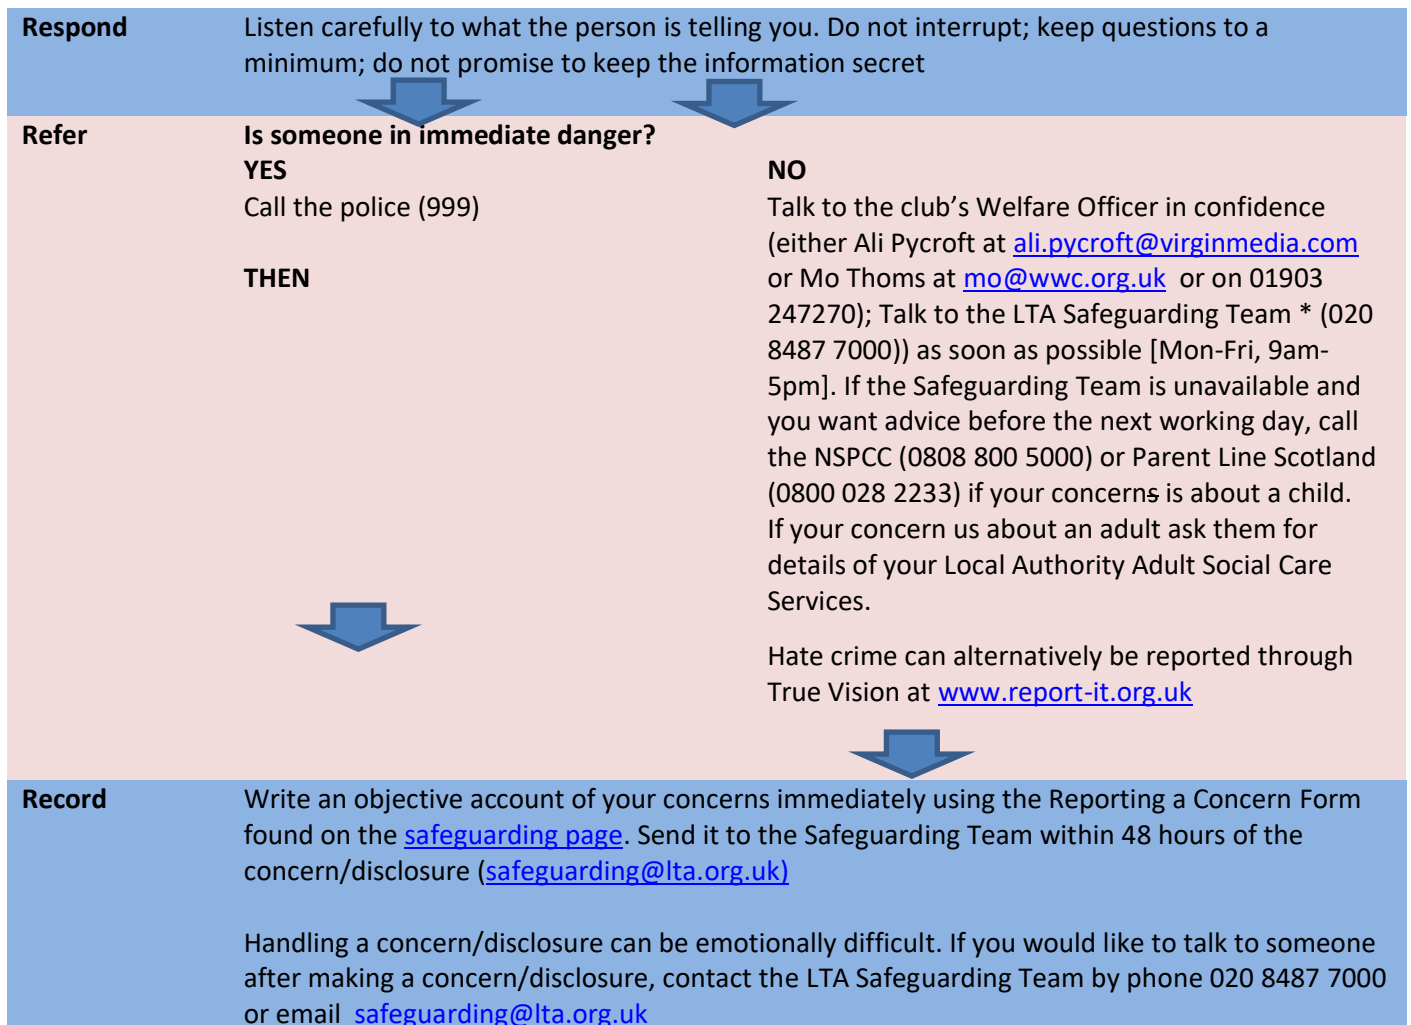 Respond
Listen carefully to what the person is telling you. Do not interrupt; keep questions to a
minimum; do not promise to keep the information secret
Refer
Is someone in immediate danger?
YES
Call the police (999)
THEN
NO
Talk to the club’s Welfare Officer in confidence
(either Ali Pycroft at ali.pycroft@virginmedia.com
or Mo Thoms at mo@wwc.org.uk or on 01903
247270); Talk to the LTA Safeguarding Team * (020
8487 7000)) as soon as possible [Mon-Fri, 9am-
5pm]. If the Safeguarding Team is unavailable and
you want advice before the next working day, call
the NSPCC (0808 800 5000) or Parent Line Scotland
(0800 028 2233) if your concerns is about a child.
If your concern us about an adult ask them for
details of your Local Authority Adult Social Care
Services.
Hate crime can alternatively be reported through
True Vision at www.report-it.org.uk
Record
Write an objective account of your concerns immediately using the Reporting a Concern Form
found on the safeguarding page. Send it to the Safeguarding Team within 48 hours of the
concern/disclosure (safeguarding@lta.org.uk)
Handling a concern/disclosure can be emotionally difficult. If you would like to talk to someone
after making a concern/disclosure, contact the LTA Safeguarding Team by phone 020 8487 7000
or email safeguarding@lta.org.uk